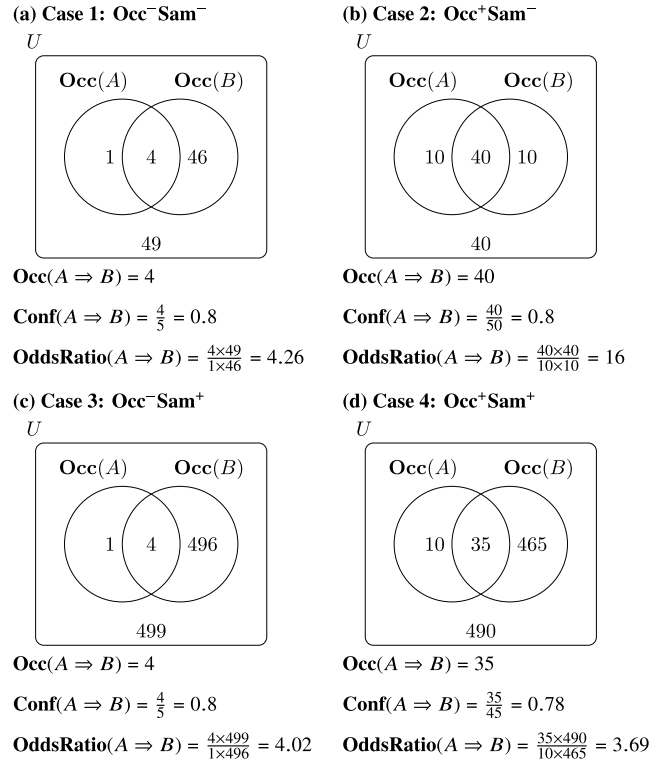 (a) Case 1: Occ⁻Sam⁻
U
Occ(A) Occ(B)
1 4 46
49
Occ(A ⇒ B) = 4
Conf(A ⇒ B) = 4/5 = 0.8
OddsRatio(A ⇒ B) = 4×49/1×46 = 4.26
(b) Case 2: Occ⁺Sam⁻
U
Occ(A) Occ(B)
10 40 10
40
Occ(A ⇒ B) = 40
Conf(A ⇒ B) = 40/50 = 0.8
OddsRatio(A ⇒ B) = 40×40/10×10 = 16
(c) Case 3: Occ⁻Sam⁺
U
Occ(A) Occ(B)
1 4 496
499
Occ(A ⇒ B) = 4
Conf(A ⇒ B) = 4/5 = 0.8
OddsRatio(A ⇒ B) = 4×499/1×496 = 4.02
(d) Case 4: Occ⁺Sam⁺
U
Occ(A) Occ(B)
10 35 465
490
Occ(A ⇒ B) = 35
Conf(A ⇒ B) = 35/45 = 0.78
OddsRatio(A ⇒ B) = 35×490/10×465 = 3.69